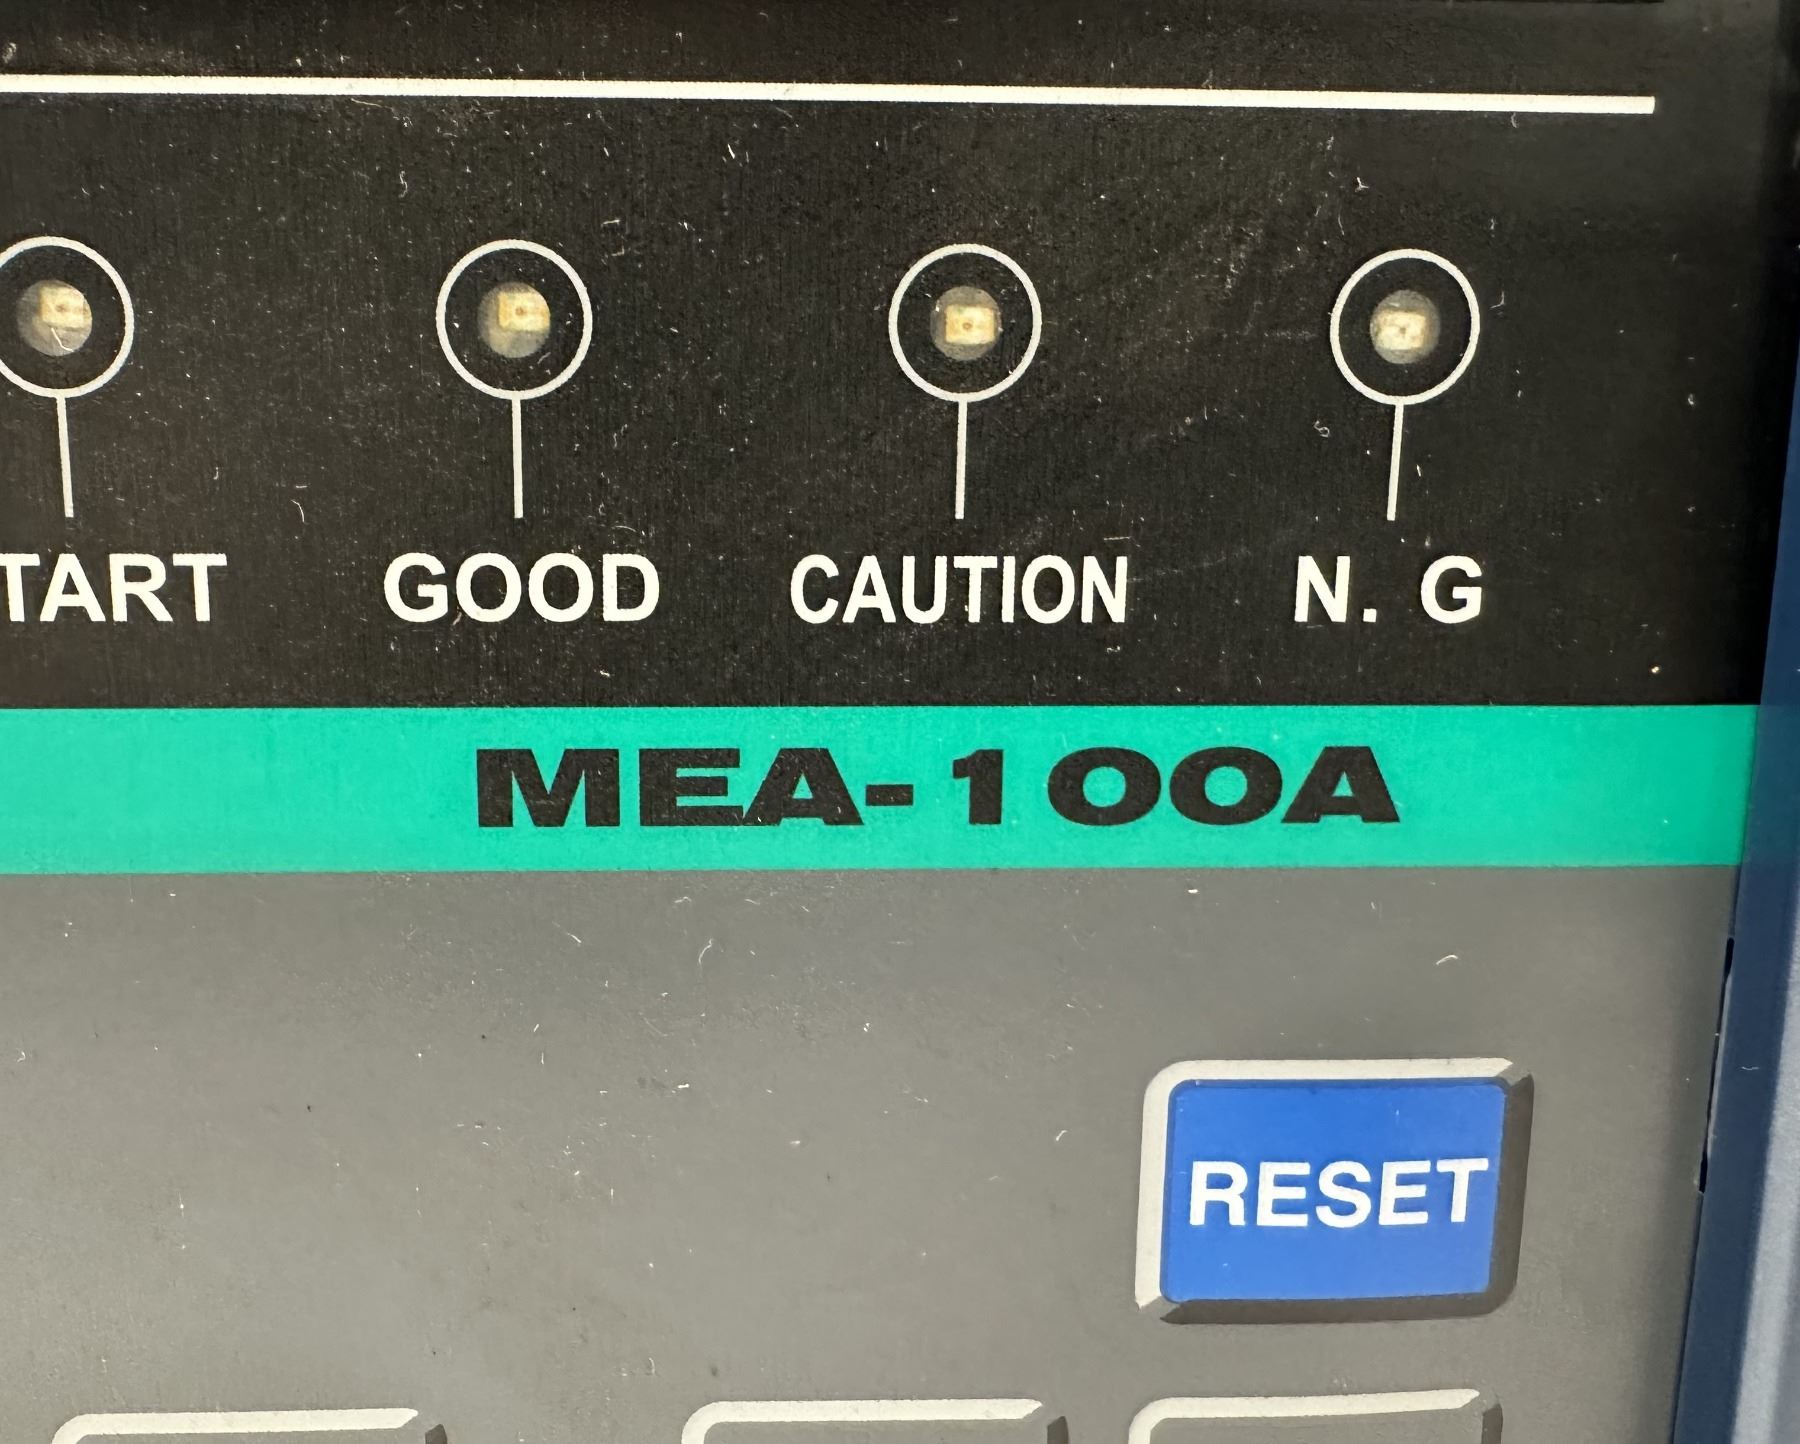 TART GOOD CAUTION N. G
MEA-100A
RESET